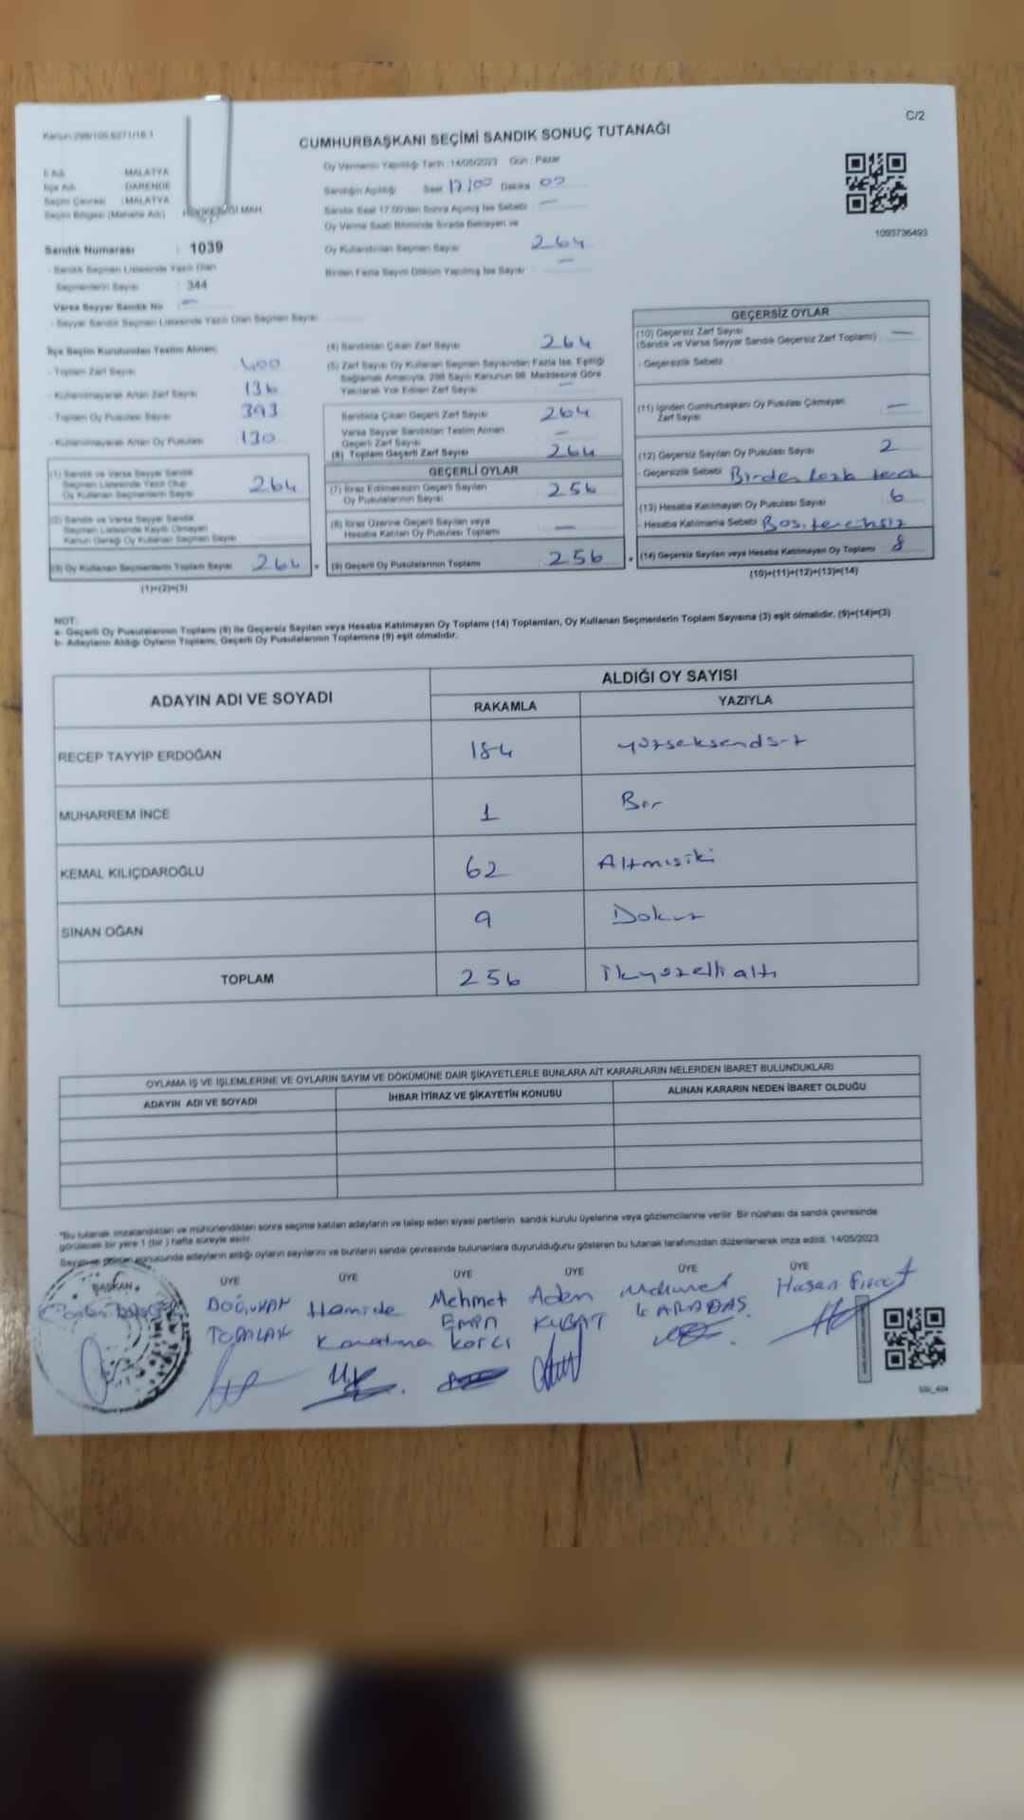 C/2
Kanun:298/105.6271/16.1
CUMHURBAŞKANI SEÇİMİ SANDIK SONUÇ TUTANAĞI
İl Adı : MALATYA
İlçe Adı : DARENDE
Seçim Çevresi : MALATYA
Seçim Bölgesi (Mahalle Adı) MAH.
Sandık Numarası : 1039
- Sandık Seçmen Listesinde Yazılı Olan
Seçmenlerin Sayısı : 344
Varsa Seyyar Sandık No : —
- Seyyar Sandık Seçmen Listesinde Yazılı Olan Seçmen Sayısı
Oy Vermenin Yapıldığı Tarih : 14/05/2023 Gün : Pazar
Sandığın Açıldığı Saat 17/00 Dakika 00
Sandık Saat 17:00'den Sonra Açılmış İse Sebebi —
Oy Verme Saati Bitiminde Sırada Bekleyen ve
Oy Kullandırılan Seçmen Sayısı 264
Birden Fazla Sayım Döküm Yapılmış İse Sayısı —
1093736493
İlçe Seçim Kurulundan Teslim Alınan;
- Toplam Zarf Sayısı 400
- Kullanılmayarak Artan Zarf Sayısı 136
- Toplam Oy Pusulası Sayısı 393
- Kullanılmayarak Artan Oy Pusulası 130
(1) Sandık ve Varsa Seyyar Sandık
Seçmen Listesinde Yazılı Olup
Oy Kullanan Seçmenlerin Sayısı 264
(2) Sandık ve Varsa Seyyar Sandık
Seçmen Listesinde Kayıtlı Olmayan
Kanun Gereği Oy Kullanan Seçmen Sayısı
(3) Oy Kullanan Seçmenlerin Toplam Sayısı 264
(1)+(2)=(3)
(4) Sandıktan Çıkan Zarf Sayısı 264
(5) Zarf Sayısı Oy Kullanan Seçmen Sayısından Fazla İse, Eşitliği
Sağlamak Amacıyla, 298 Sayılı Kanunun 98. Maddesine Göre
Yakılarak Yok Edilen Zarf Sayısı —
Sandıkta Çıkan Geçerli Zarf Sayısı 264
Varsa Seyyar Sandıktan Teslim Alınan
Geçerli Zarf Sayısı —
(6) Toplam Geçerli Zarf Sayısı 264
GEÇERLİ OYLAR
(7) İtiraz Edilmeksizin Geçerli Sayılan
Oy Pusulalarının Sayısı 256
(8) İtiraz Üzerine Geçerli Sayılan veya
Hesaba Katılan Oy Pusulası Toplamı —
(9) Geçerli Oy Pusulalarının Toplamı 256
GEÇERSİZ OYLAR
(10) Geçersiz Zarf Sayısı
(Sandık ve Varsa Seyyar Sandık Geçersiz Zarf Toplamı) —
- Geçersizlik Sebebi
(11) İçinden Cumhurbaşkanı Oy Pusulası Çıkmayan
Zarf Sayısı —
(12) Geçersiz Sayılan Oy Pusulası Sayısı 2
- Geçersizlik Sebebi Birden
(13) Hesaba Katılmayan Oy Pusulası Sayısı 6
- Hesaba Katılmama Sebebi Boş, tercihsiz
(14) Geçersiz Sayılan veya Hesaba Katılmayan Oy Toplamı 8
(10)+(11)+(12)+(13)=(14)
NOT:
a- Geçerli Oy Pusulalarının Toplamı (9) ile Geçersiz Sayılan veya Hesaba Katılmayan Oy Toplamı (14) Toplamları, Oy Kullanan Seçmenlerin Toplam Sayısına (3) eşit olmalıdır. (9)+(14)=(3)
b- Adayların Aldığı Oyların Toplamı, Geçerli Oy Pusulalarının Toplamına (9) eşit olmalıdır.
ADAYIN ADI VE SOYADI
ALDIĞI OY SAYISI
RAKAMLA YAZIYLA
RECEP TAYYİP ERDOĞAN 184 yüzseksendört
MUHARREM İNCE 1 Bir
KEMAL KILIÇDAROĞLU 62 Altmışiki
SİNAN OĞAN 9 Dokuz
TOPLAM 256 ikiyüzellialtı
OYLAMA İŞ VE İŞLEMLERİNE VE OYLARIN SAYIM VE DÖKÜMÜNE DAİR ŞİKAYETLERLE BUNLARA AİT KARARLARIN NELERDEN İBARET BULUNDUKLARI
ADAYIN ADI VE SOYADI İHBAR İTİRAZ VE ŞİKAYETİN KONUSU ALINAN KARARIN NEDEN İBARET OLDUĞU
*Bu tutanak imzalandıktan ve mühürlendikten sonra seçime katılan adayların ve talep eden siyasi partilerin sandık kurulu üyelerine veya gözlemcilerine verilir. Bir nüshası da sandık çevresinde
görülecek bir yere 1 (bir) hafta süreyle asılır.
Sayım ve döküm sonucunda adayların aldığı oyların sayılarını ve bunların sandık çevresinde bulunanlara duyurulduğunu gösteren bu tutanak tarafımızdan düzenlenerek imza edildi. 14/05/2023
BAŞKAN ÜYE ÜYE ÜYE ÜYE ÜYE ÜYE
DOĞUKAN Hamide Mehmet Adem Mehmet Hasan Fırat
TOPALAK Karatma EMİN KUBAT KARADAŞ
Korcı